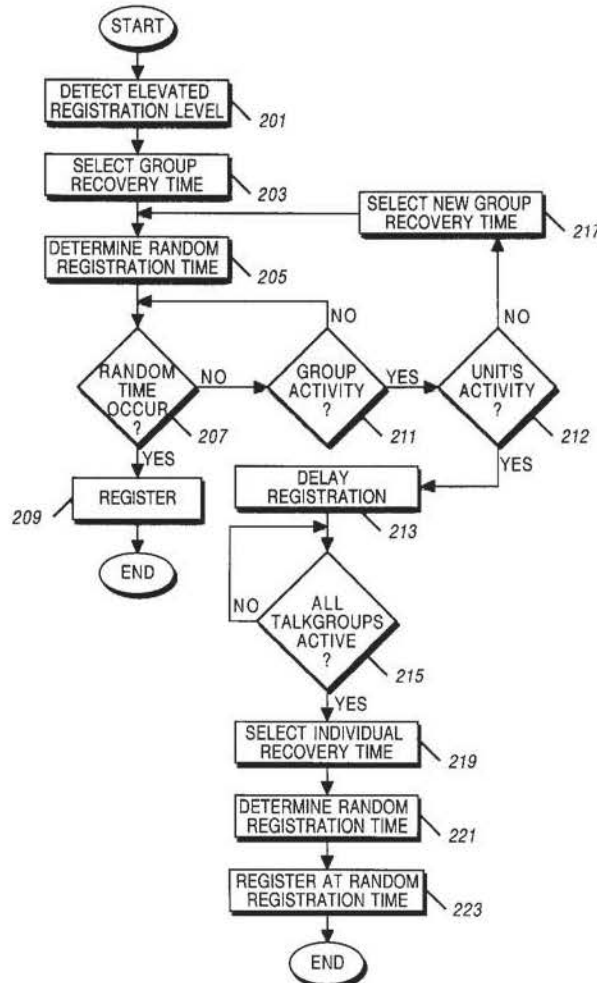 START
DETECT ELEVATED
REGISTRATION LEVEL
201
SELECT GROUP
RECOVERY TIME
203
SELECT NEW GROUP
RECOVERY TIME
217
DETERMINE RANDOM
REGISTRATION TIME
205
NO
NO
RANDOM
TIME
OCCUR
?
207
NO
GROUP
ACTIVITY
?
211
YES
UNIT'S
ACTIVITY
?
212
YES
YES
REGISTER
209
DELAY
REGISTRATION
213
END
NO
ALL
TALKGROUPS
ACTIVE
?
215
YES
SELECT INDIVIDUAL
RECOVERY TIME
219
DETERMINE RANDOM
REGISTRATION TIME
221
REGISTER AT RANDOM
REGISTRATION TIME
223
END